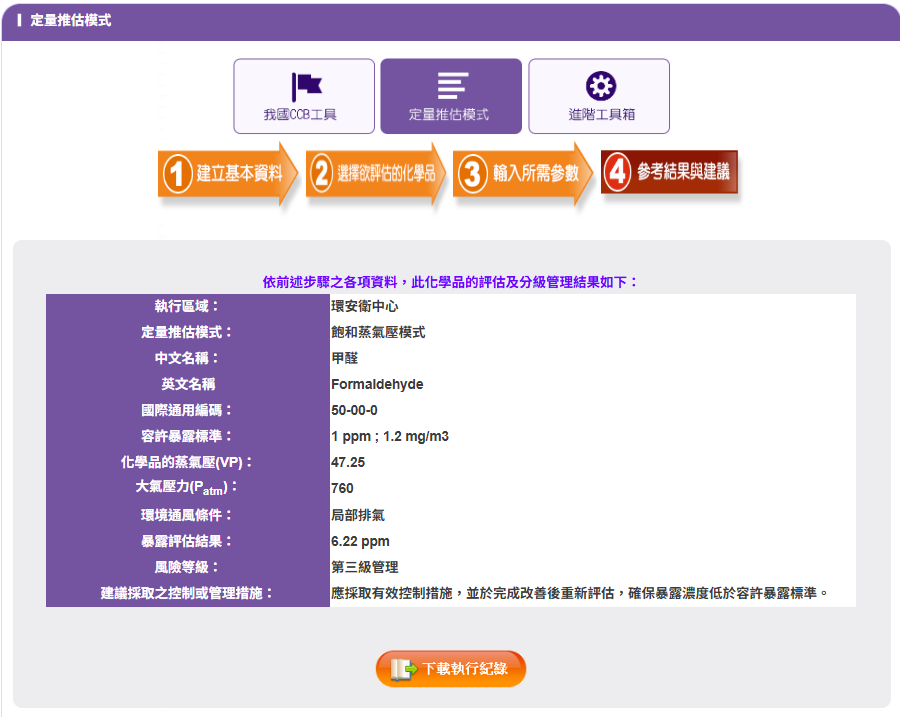 定量推估模式
我國CCB工具
定量推估模式
進階工具箱
1 建立基本資料
2 選擇欲評估的化學品
3 輸入所需參數
4 參考結果與建議
依前述步驟之各項資料，此化學品的評估及分級管理結果如下：
執行區域： 環安衛中心
定量推估模式： 飽和蒸氣壓模式
中文名稱： 甲醛
英文名稱 Formaldehyde
國際通用編碼： 50-00-0
容許暴露標準： 1 ppm ; 1.2 mg/m3
化學品的蒸氣壓(VP)： 47.25
大氣壓力(Patm)： 760
環境通風條件： 局部排氣
暴露評估結果： 6.22 ppm
風險等級： 第三級管理
建議採取之控制或管理措施： 應採取有效控制措施，並於完成改善後重新評估，確保暴露濃度低於容許暴露標準。
下載執行紀錄